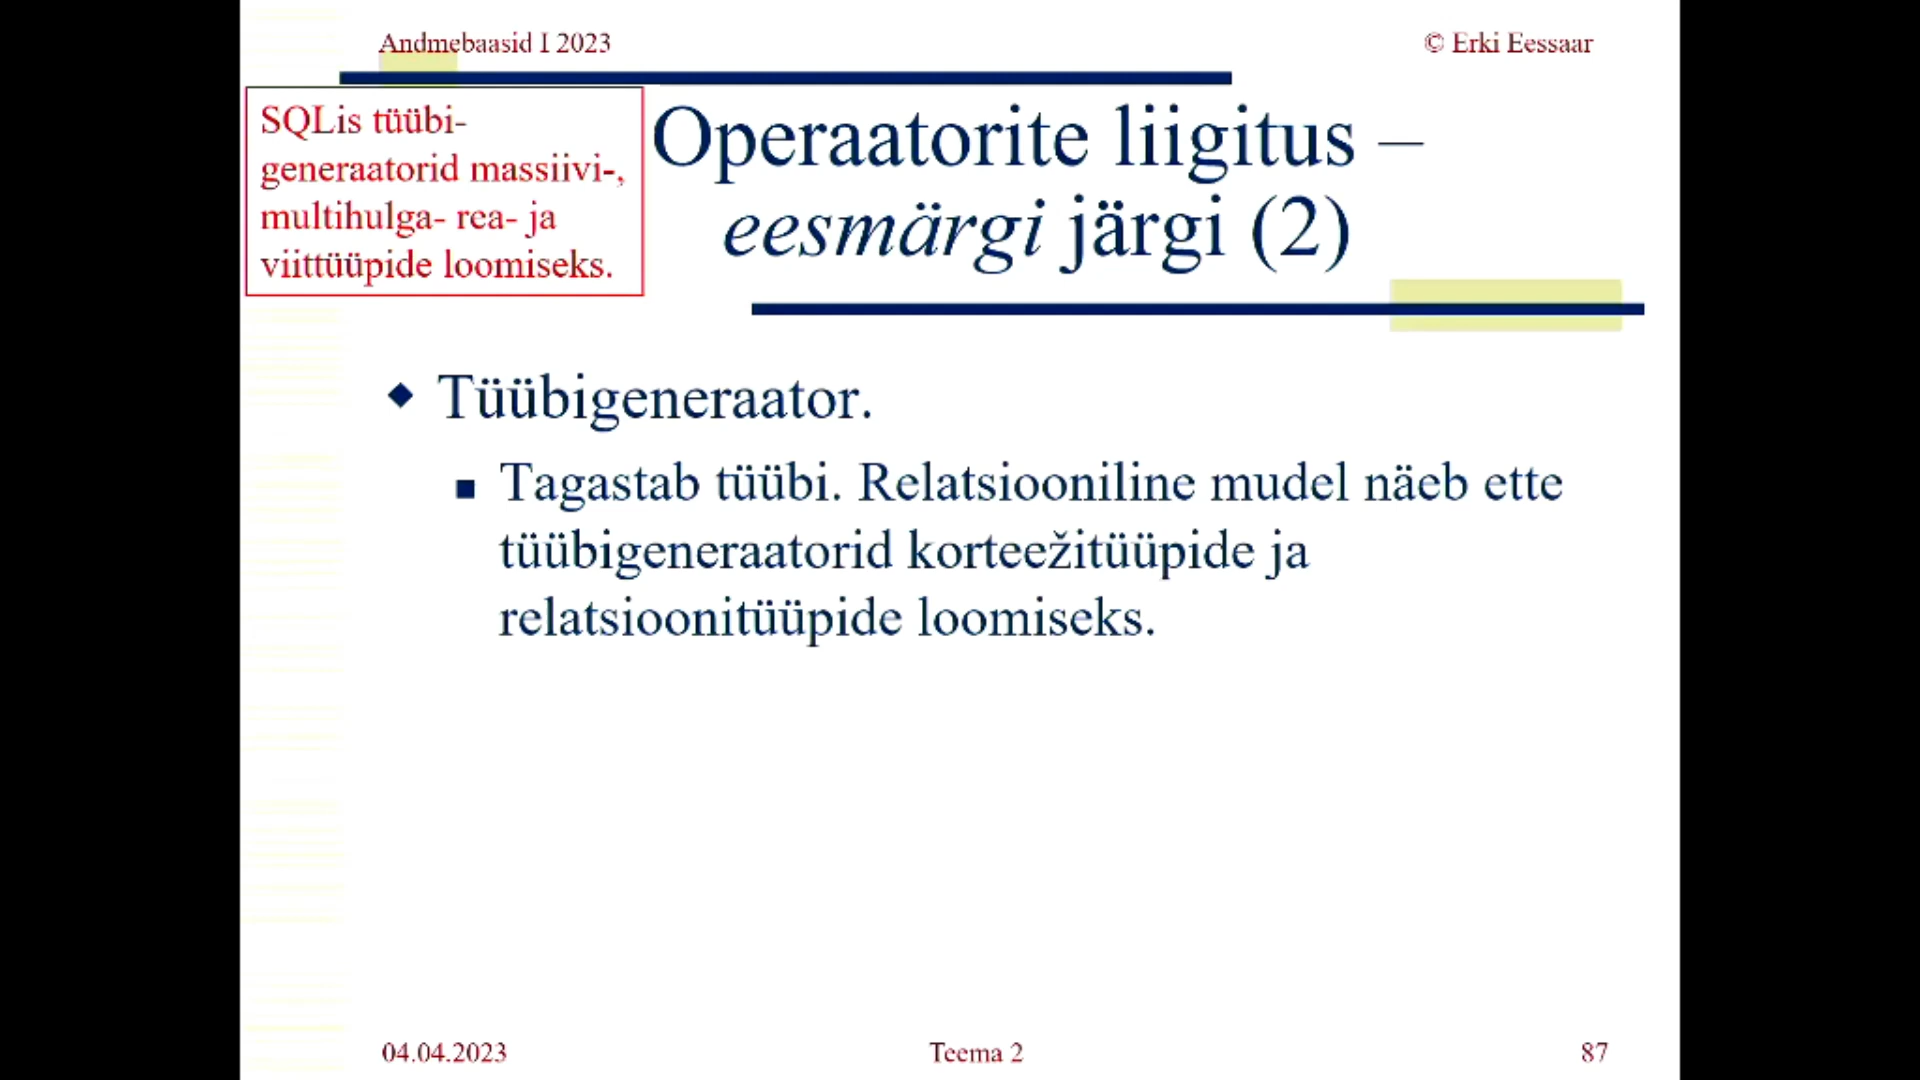 Andmebaasid I 2023
© Erki Eessaar
SQLis tüübi-
generaatorid massiivi-,
multihulga- rea- ja
viittüüpide loomiseks.
Operaatorite liigitus –
eesmärgi järgi (2)
Tüübigeneraator.
Tagastab tüübi. Relatsiooniline mudel näeb ette
tüübigeneraatorid korteežitüüpide ja
relatsioonitüüpide loomiseks.
04.04.2023
Teema 2
87